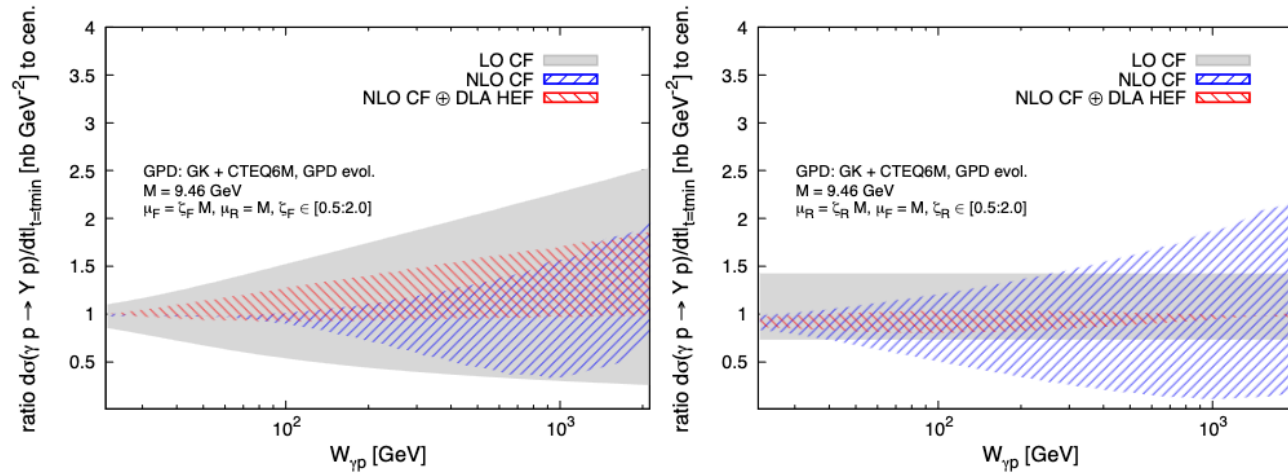 ratio dσ(γ p → Υ p)/dt|t=tmin [nb GeV⁻²] to cen.
4
3.5
3
2.5
2
1.5
1
0.5
LO CF
NLO CF
NLO CF ⊕ DLA HEF
GPD: GK + CTEQ6M, GPD evol.
M = 9.46 GeV
μF = ζF M, μR = M, ζF ∈ [0.5:2.0]
10²
10³
Wγp [GeV]
ratio dσ(γ p → Υ p)/dt|t=tmin [nb GeV⁻²] to cen.
4
3.5
3
2.5
2
1.5
1
0.5
LO CF
NLO CF
NLO CF ⊕ DLA HEF
GPD: GK + CTEQ6M, GPD evol.
M = 9.46 GeV
μR = ζR M, μF = M, ζR ∈ [0.5:2.0]
10²
10³
Wγp [GeV]